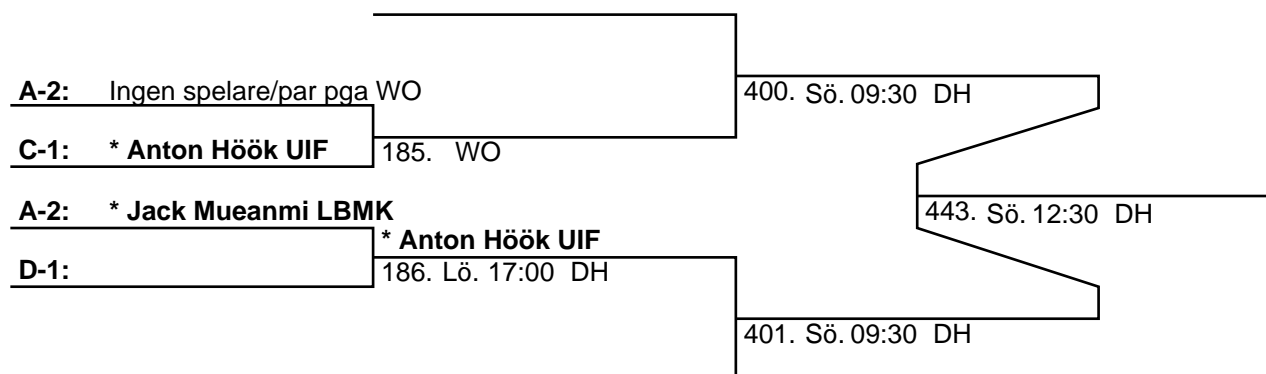 A-2: Ingen spelare/par pga WO
400. Sö. 09:30 DH
C-1: * Anton Höök UIF
185. WO
A-2: * Jack Mueanmi LBMK
443. Sö. 12:30 DH
* Anton Höök UIF
D-1:
186. Lö. 17:00 DH
401. Sö. 09:30 DH